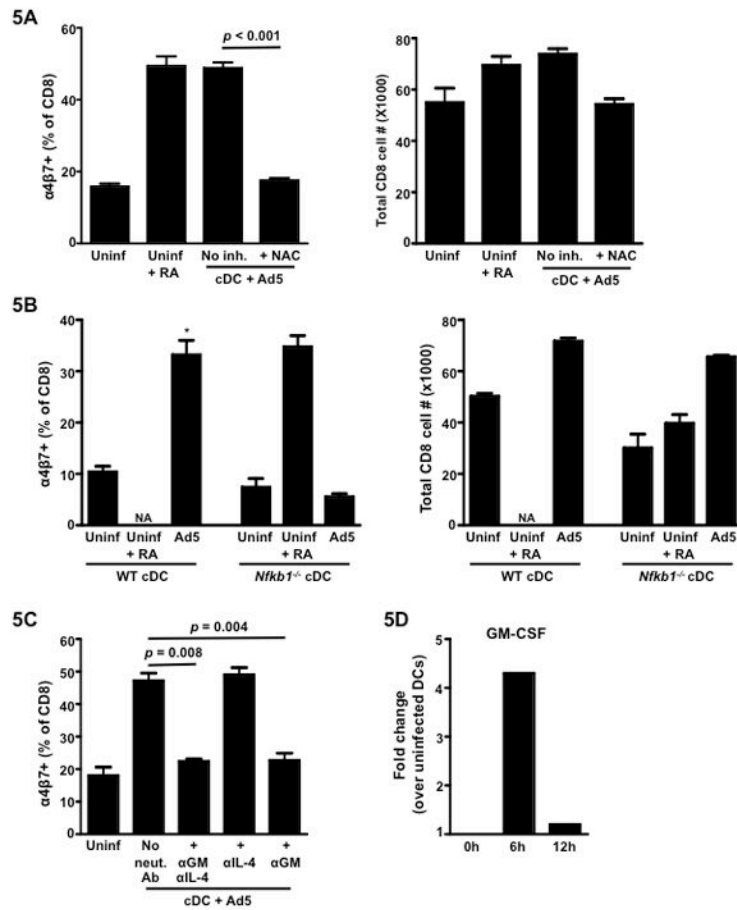 5A
p < 0.001
α4β7+ (% of CD8)
60
40
20
0
Uninf
Uninf
+ RA
No inh.
+ NAC
cDC + Ad5
Total CD8 cell # (X1000)
80
60
40
20
0
Uninf
Uninf
+ RA
No inh.
+ NAC
cDC + Ad5
5B
α4β7+ (% of CD8)
40
30
20
10
0
*
NA
Uninf Uninf Ad5
+ RA
WT cDC
Uninf Uninf Ad5
+ RA
Nfkb1-/- cDC
Total CD8 cell # (x1000)
80
60
40
20
0
NA
Uninf Uninf Ad5
+ RA
WT cDC
Uninf Uninf Ad5
+ RA
Nfkb1-/- cDC
5C
p = 0.004
p = 0.008
α4β7+ (% of CD8)
60
50
40
30
20
10
0
Uninf
No
neut.
Ab
+
αGM
αIL-4
+
αIL-4
+
αGM
cDC + Ad5
5D
GM-CSF
Fold change
(over uninfected DCs)
5
4
3
2
1
0h 6h 12h